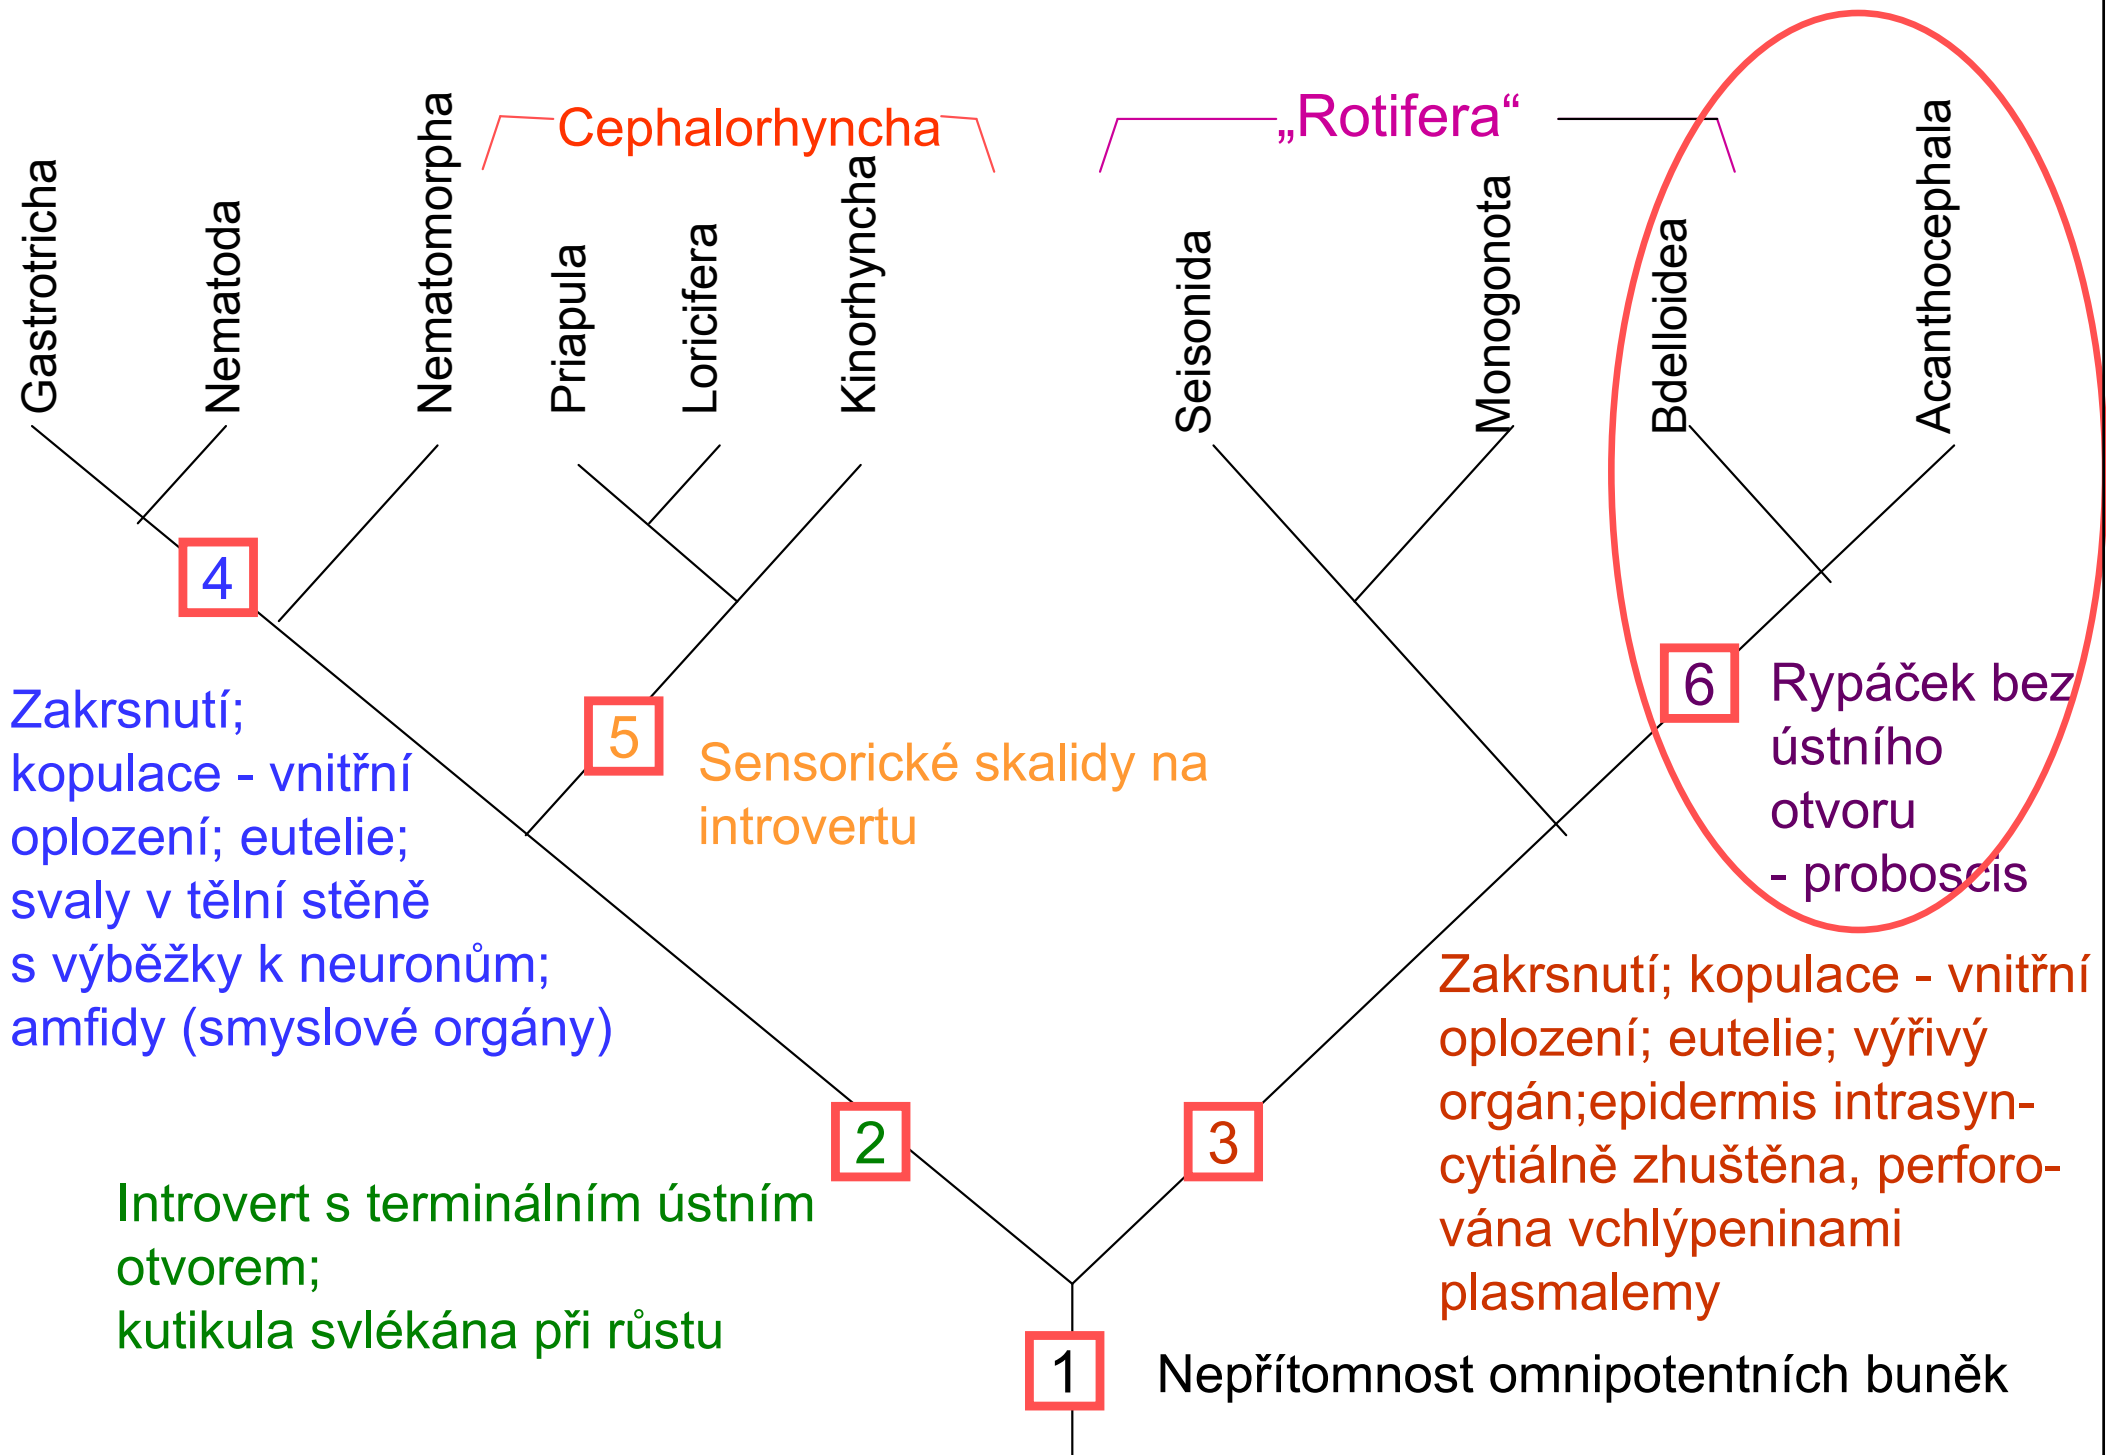 Cephalorhyncha
„Rotifera“
Gastrotricha
Nematoda
Nematomorpha
Priapula
Loricifera
Kinorhyncha
Seisonida
Monogonota
Bdelloidea
Acanthocephala
4
Zakrsnutí;
kopulace - vnitřní
oplození; eutelie;
svaly v tělní stěně
s výběžky k neuronům;
amfidy (smyslové orgány)
5
Sensorické skalidy na
introvertu
6
Rypáček bez
ústního
otvoru
- proboscis
2
Introvert s terminálním ústním
otvorem;
kutikula svlékána při růstu
3
Zakrsnutí; kopulace - vnitřní
oplození; eutelie; výřivý
orgán;epidermis intrasyn-
cytiálně zhuštěna, perforo-
vána vchlýpeninami
plasmalemy
1
Nepřítomnost omnipotentních buněk